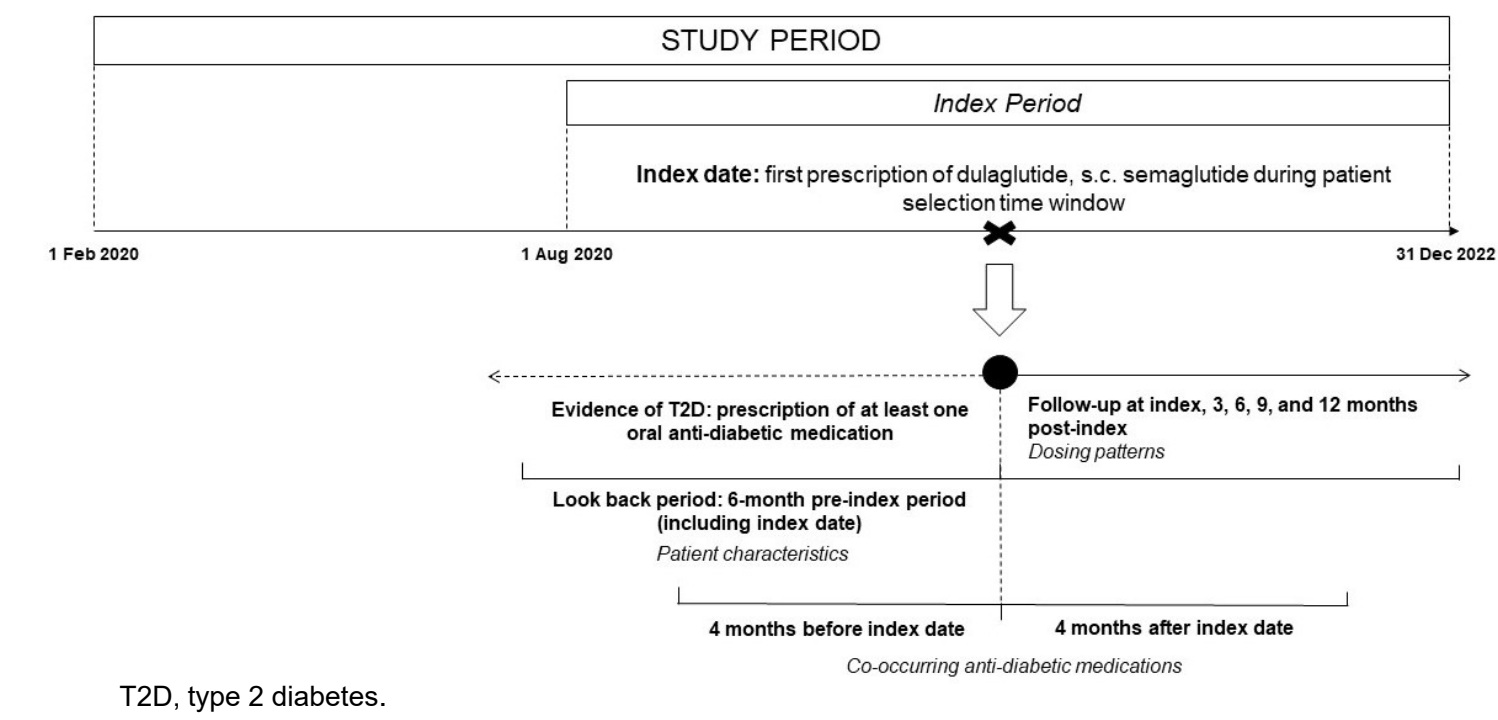 STUDY PERIOD
Index Period
Index date: first prescription of dulaglutide, s.c. semaglutide during patient
selection time window
1 Feb 2020
1 Aug 2020
31 Dec 2022
Evidence of T2D: prescription of at least one
oral anti-diabetic medication
Follow-up at index, 3, 6, 9, and 12 months
post-index
Dosing patterns
Look back period: 6-month pre-index period
(including index date)
Patient characteristics
4 months before index date
4 months after index date
Co-occurring anti-diabetic medications
T2D, type 2 diabetes.